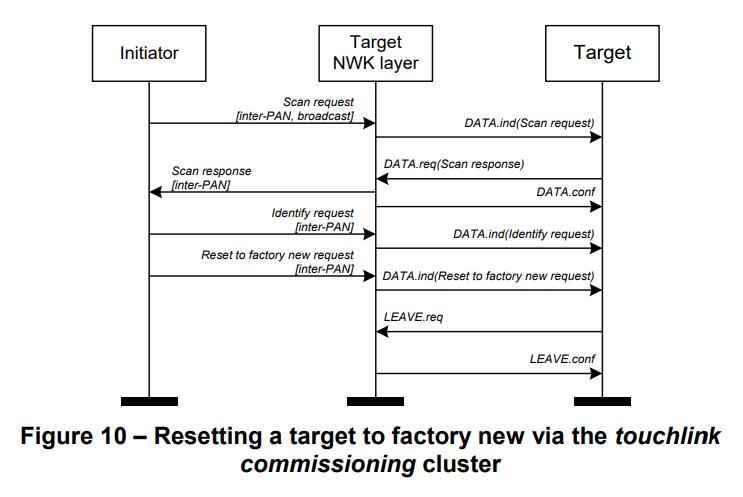 Initiator
Target
NWK layer
Target
Scan request
[inter-PAN, broadcast]
DATA.ind(Scan request)
DATA.req(Scan response)
Scan response
[inter-PAN]
DATA.conf
Identify request
[inter-PAN]
DATA.ind(Identify request)
Reset to factory new request
[inter-PAN]
DATA.ind(Reset to factory new request)
LEAVE.req
LEAVE.conf
Figure 10 – Resetting a target to factory new via the touchlink
commissioning cluster